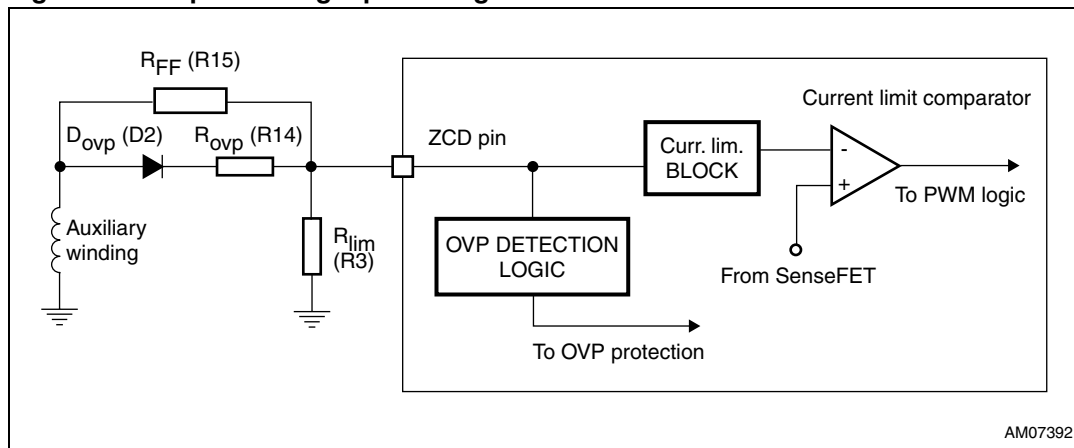 R_FF (R15)
Current limit comparator
D_ovp (D2)
R_ovp (R14)
ZCD pin
Curr. lim.
BLOCK
-
+
To PWM logic
Auxiliary
winding
R_lim
(R3)
OVP DETECTION
LOGIC
From SenseFET
To OVP protection
AM07392